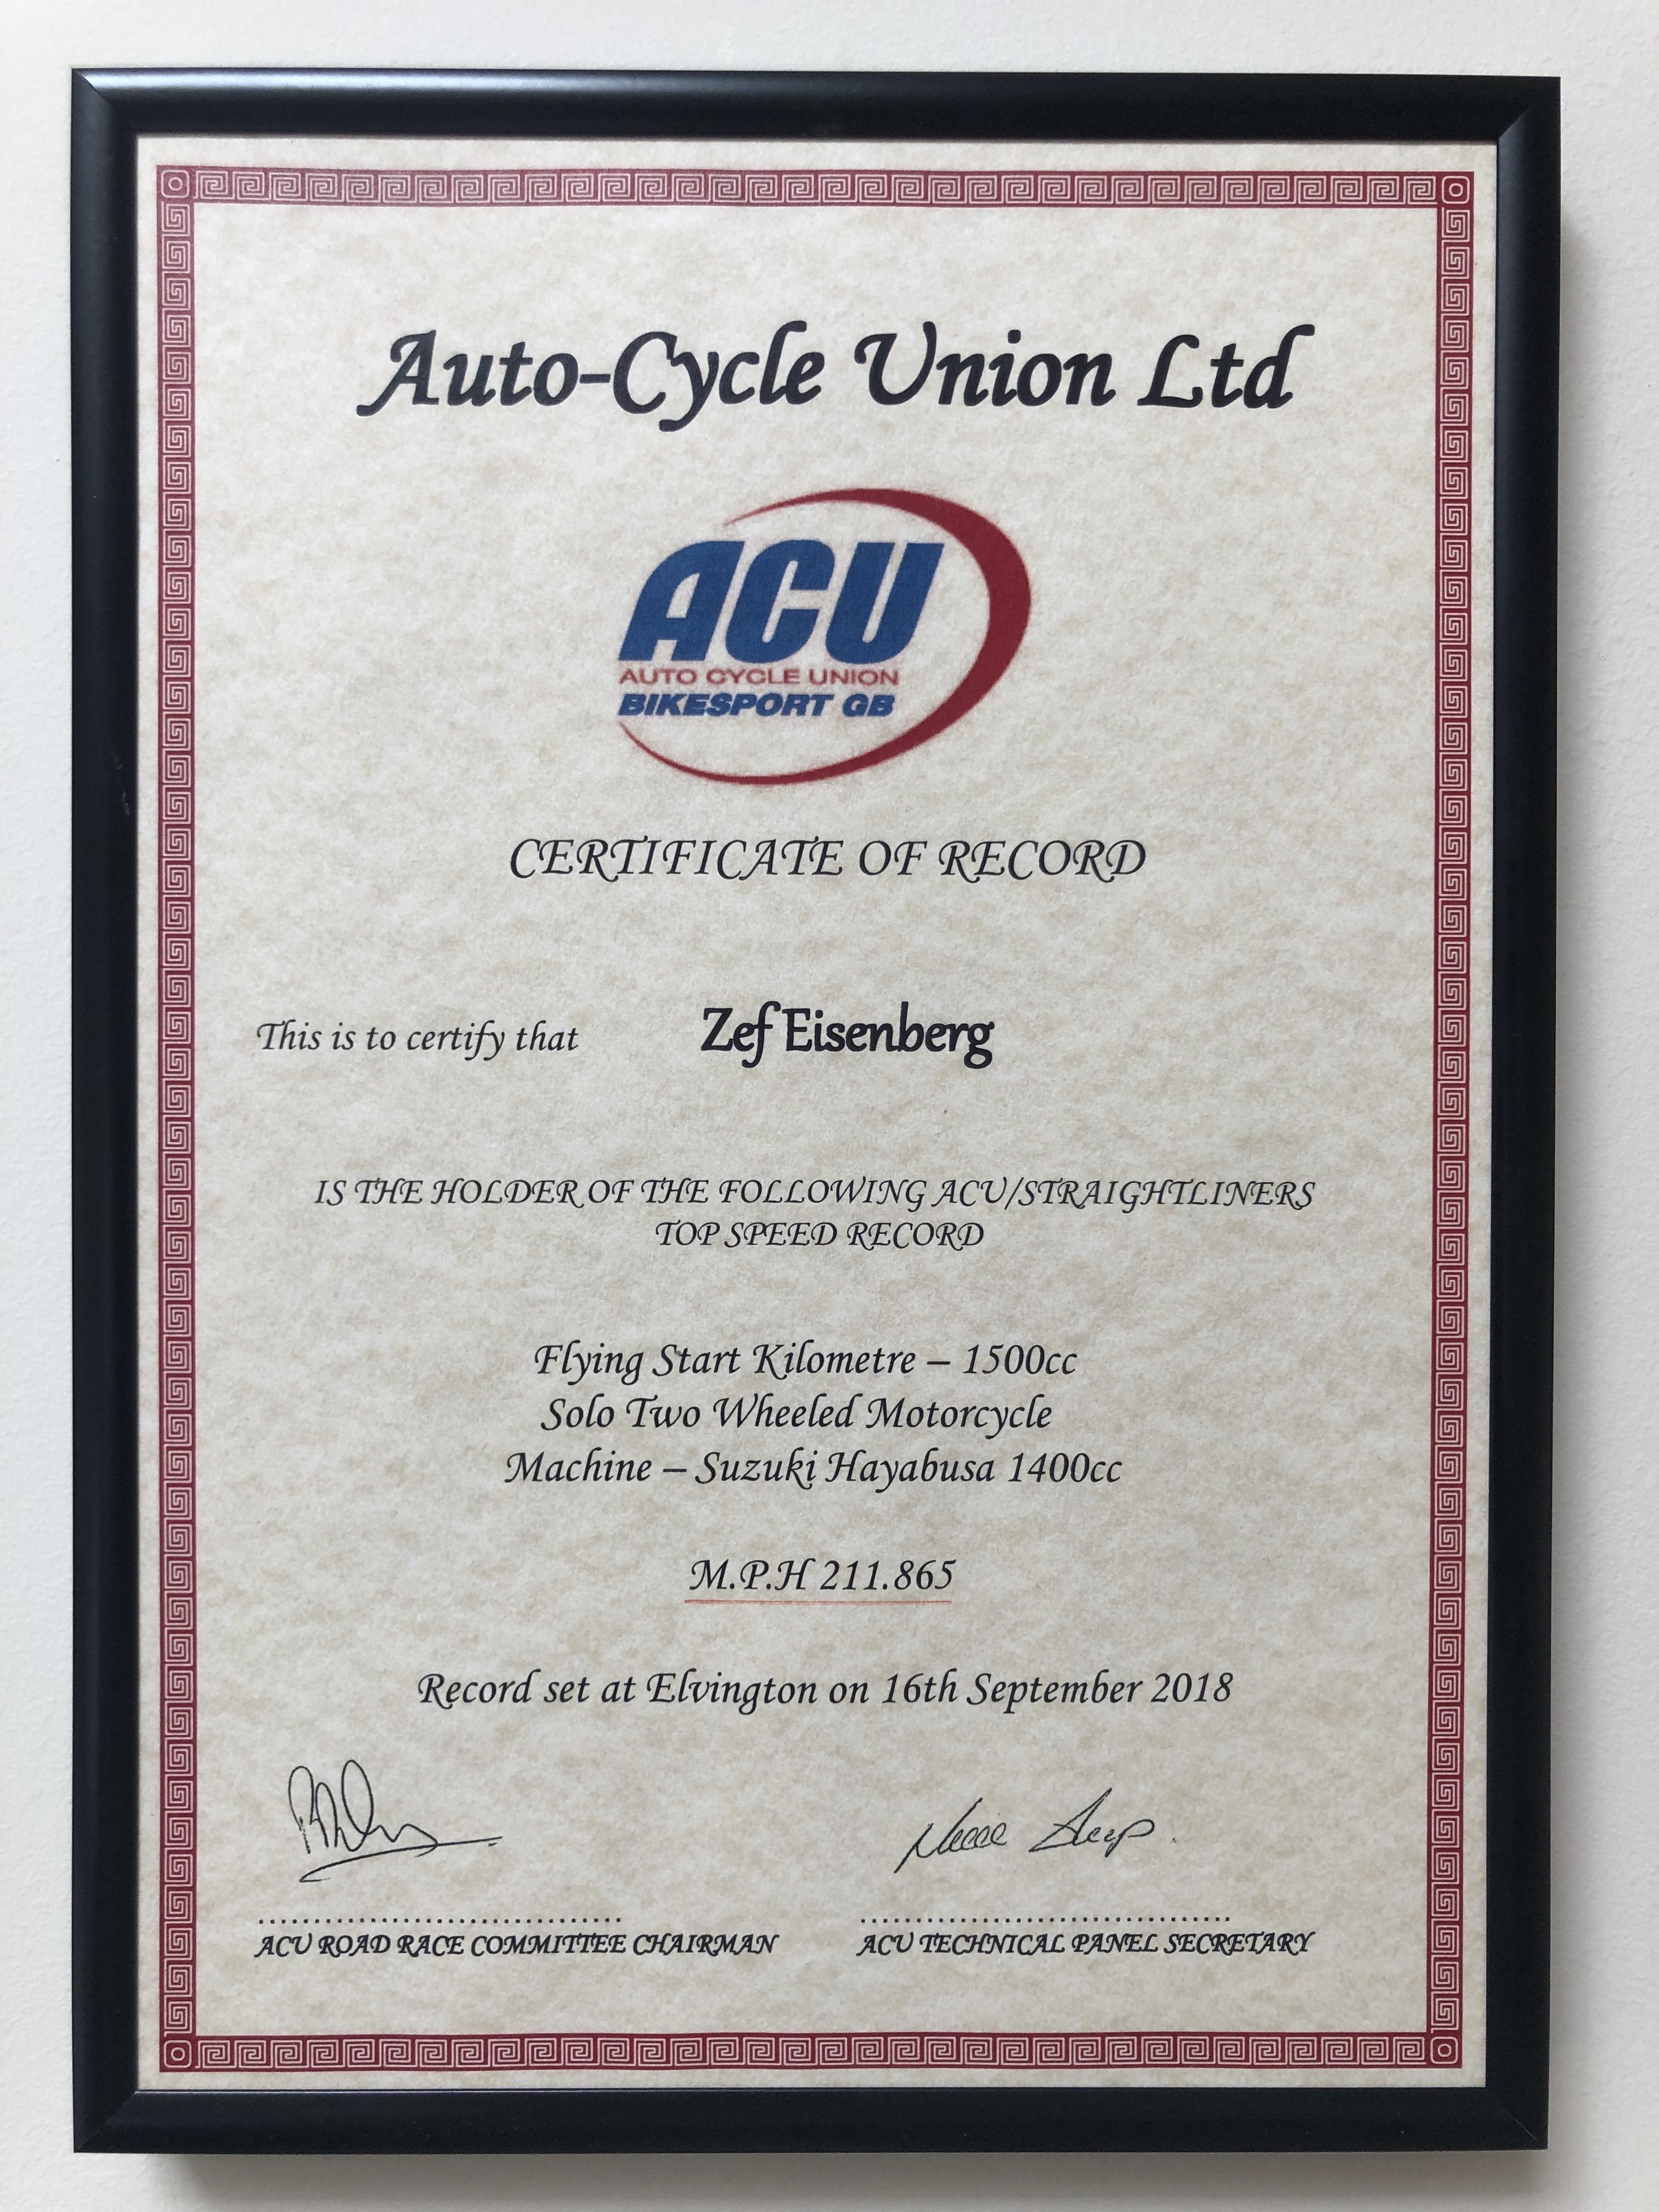 Auto-Cycle Union Ltd
ACU
AUTO CYCLE UNION
BIKESPORT GB
CERTIFICATE OF RECORD
This is to certify that Zef Eisenberg
IS THE HOLDER OF THE FOLLOWING ACU/STRAIGHTLINERS
TOP SPEED RECORD
Flying Start Kilometre – 1500cc
Solo Two Wheeled Motorcycle
Machine – Suzuki Hayabusa 1400cc
M.P.H 211.865
Record set at Elvington on 16th September 2018
ACU ROAD RACE COMMITTEE CHAIRMAN ACU TECHNICAL PANEL SECRETARY